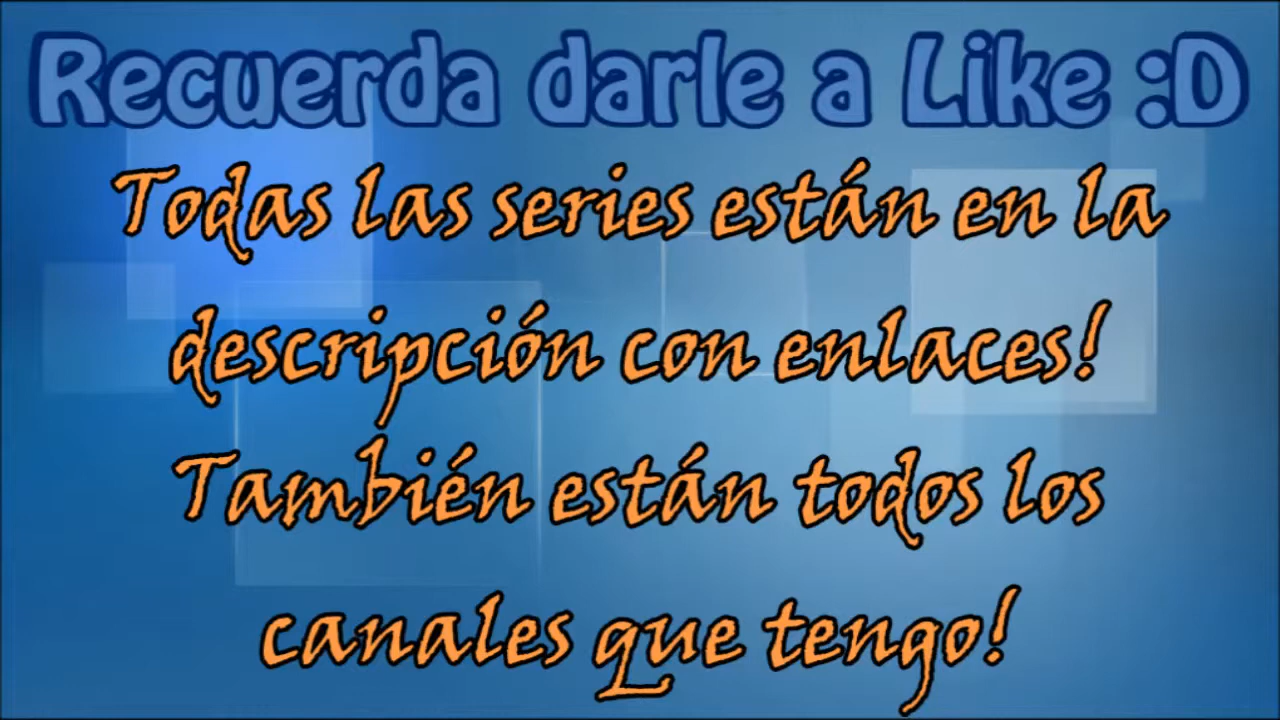 Recuerda darle a Like :D
Todas las series están en la
descripción con enlaces!
También están todos los
canales que tengo!